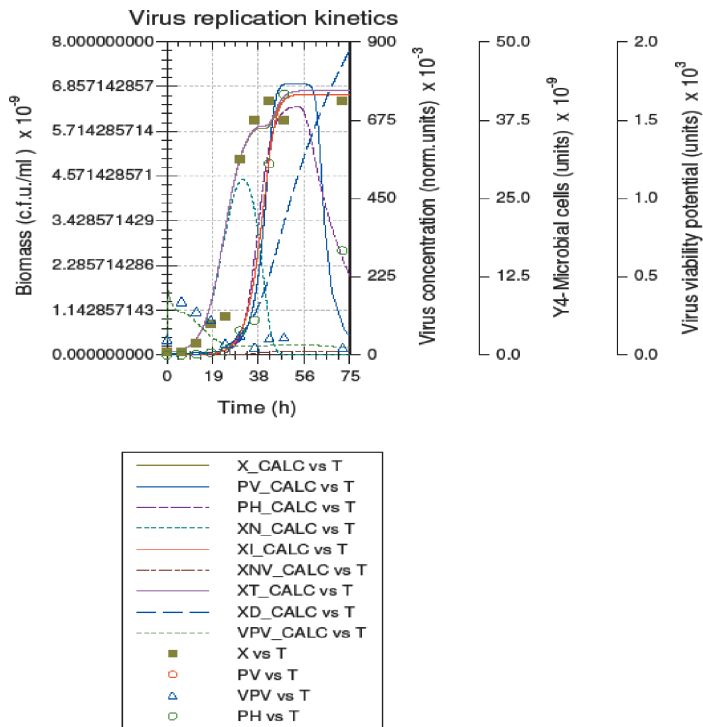 Virus replication kinetics
8.000000000
6.857142857
5.714285714
4.571428571
3.428571429
2.285714286
1.142857143
0.000000000
Biomass (c.f.u./ml) x 10-9
0 19 38 56 75
Time (h)
900
675
450
225
0
Virus concentration (norm.units) x 10-3
50.0
37.5
25.0
12.5
0.0
Y4-Microbial cells (units) x 10-9
2.0
1.5
1.0
0.5
0.0
Virus viability potential (units) x 103
X_CALC vs T
PV_CALC vs T
PH_CALC vs T
XN_CALC vs T
XI_CALC vs T
XNV_CALC vs T
XT_CALC vs T
XD_CALC vs T
VPV_CALC vs T
X vs T
PV vs T
VPV vs T
PH vs T